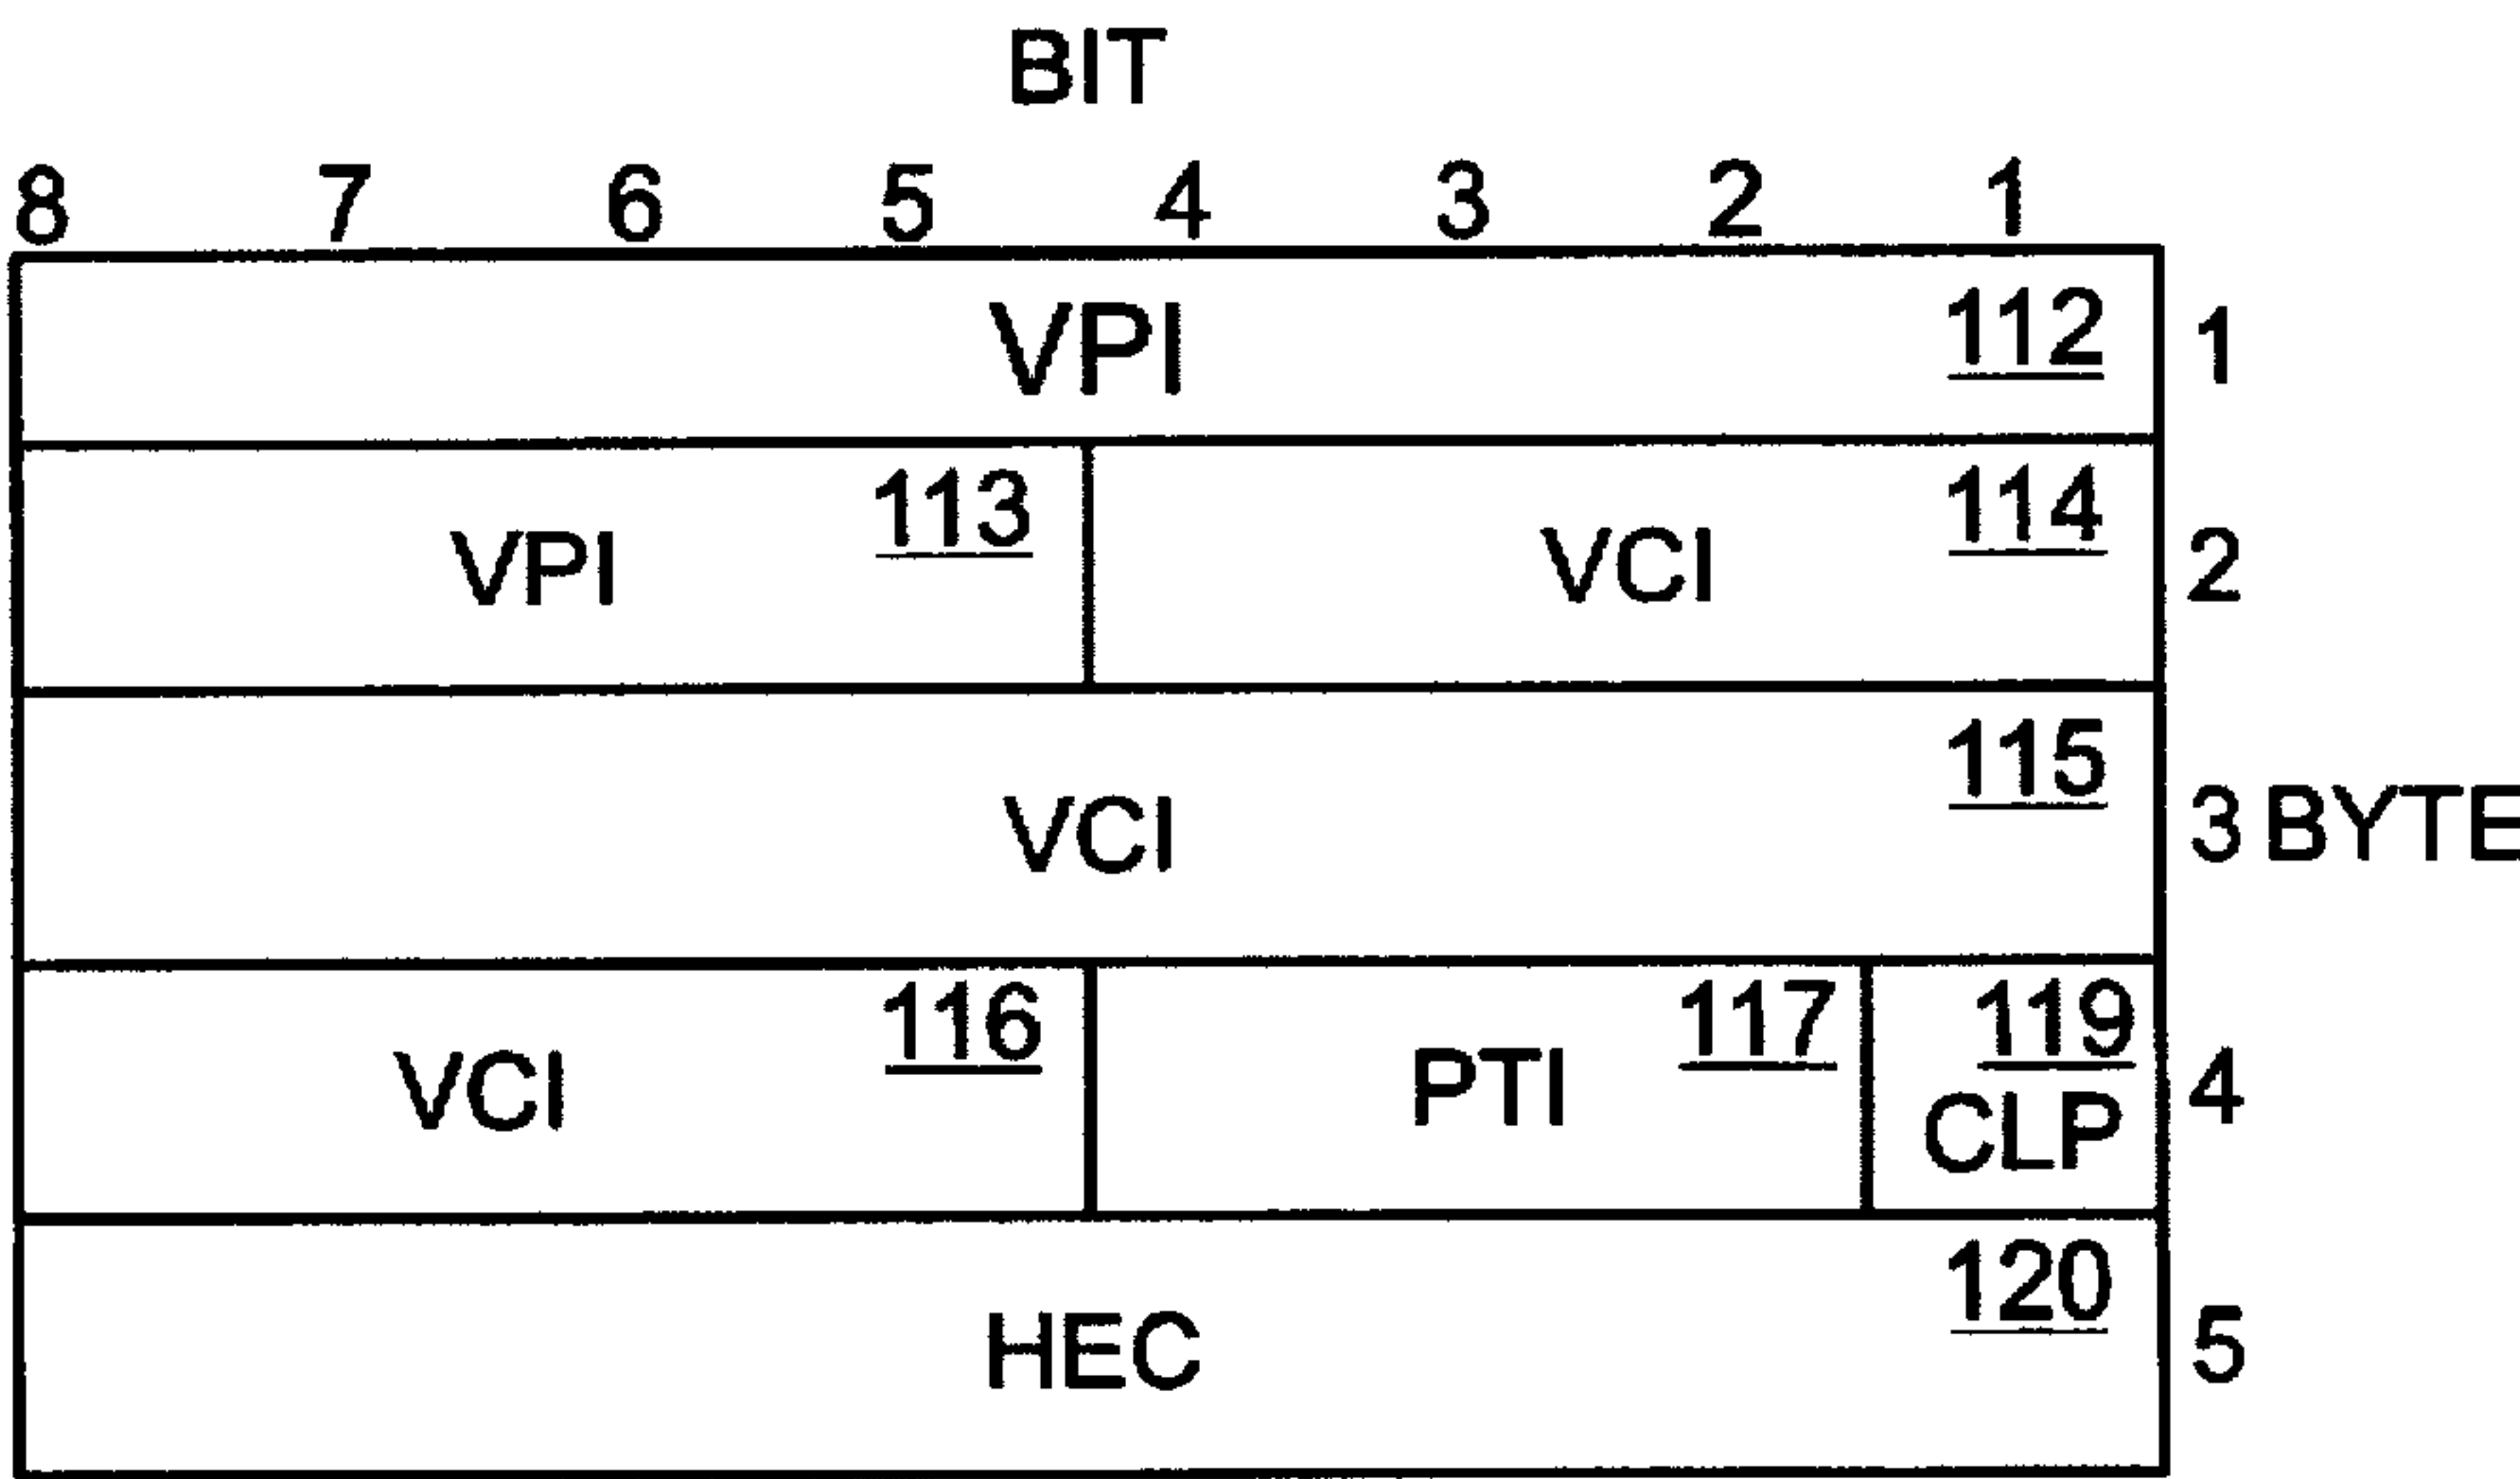 BIT
8 7 6 5 4 3 2 1
VPI 112 1
VPI 113 VCI 114 2
VCI 115 3 BYTE
VCI 116 PTI 117 119 CLP 4
HEC 120 5